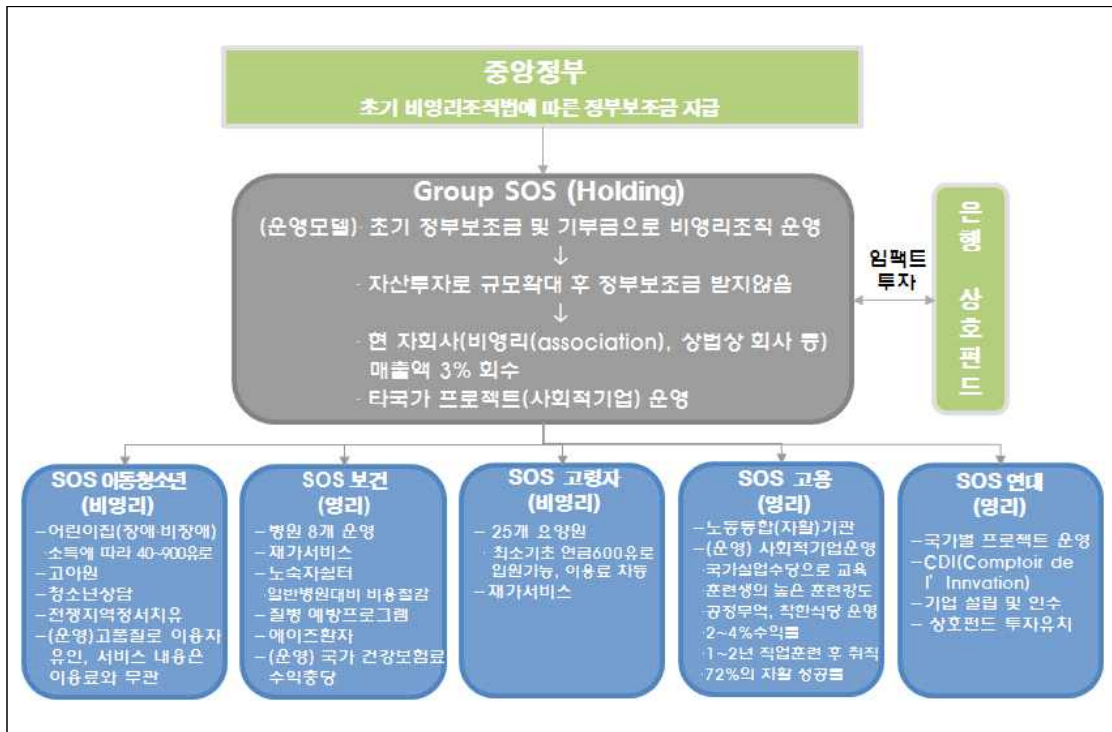 중앙정부
초기 비영리조직법에 따른 정부보조금 지급
Group SOS (Holding)
(운영모델)· 초기 정부보조금 및 기부금으로 비영리조직 운영
↓
· 자산투자로 규모확대 후 정부보조금 받지않음
↓
· 현 자회사(비영리(association), 상법상 회사 등)
매출액 3% 회수
· 타국가 프로젝트(사회적기업) 운영
임팩트
투자
은행 상호펀드
SOS 아동청소년
(비영리)
–어린이집(장애·비장애)
·소득에 따라 40~900유로
–고아원
–청소년상담
–전쟁지역정서치유
–(운영)고품질로 이용자
유인, 서비스 내용은
이용료와 무관
SOS 보건
(영리)
–병원 8개 운영
–재가서비스
–노숙자쉼터
·일반병원대비 비용절감
–질병 예방프로그램
–에이즈환자
–(운영) 국가 건강보험료
수익충당
SOS 고령자
(비영리)
– 25개 요양원
· 최소기초 연금600유로
입원가능, 이용료 차등
–재가서비스
SOS 고용
(영리)
–노동통합(자활)기관
–(운영) 사회적기업운영
·국가실업수당으로 교육
·훈련생의 높은 훈련강도
·공정무역, 착한식당 운영
·2~4%수익률
·1~2년 직업훈련 후 취직
·72%의 자활 성공률
SOS 연대
(영리)
–국가별 프로젝트 운영
–CDI(Comptoir de
l' Innvation)
–기업 설립 및 인수
– 상호펀드 투자유치